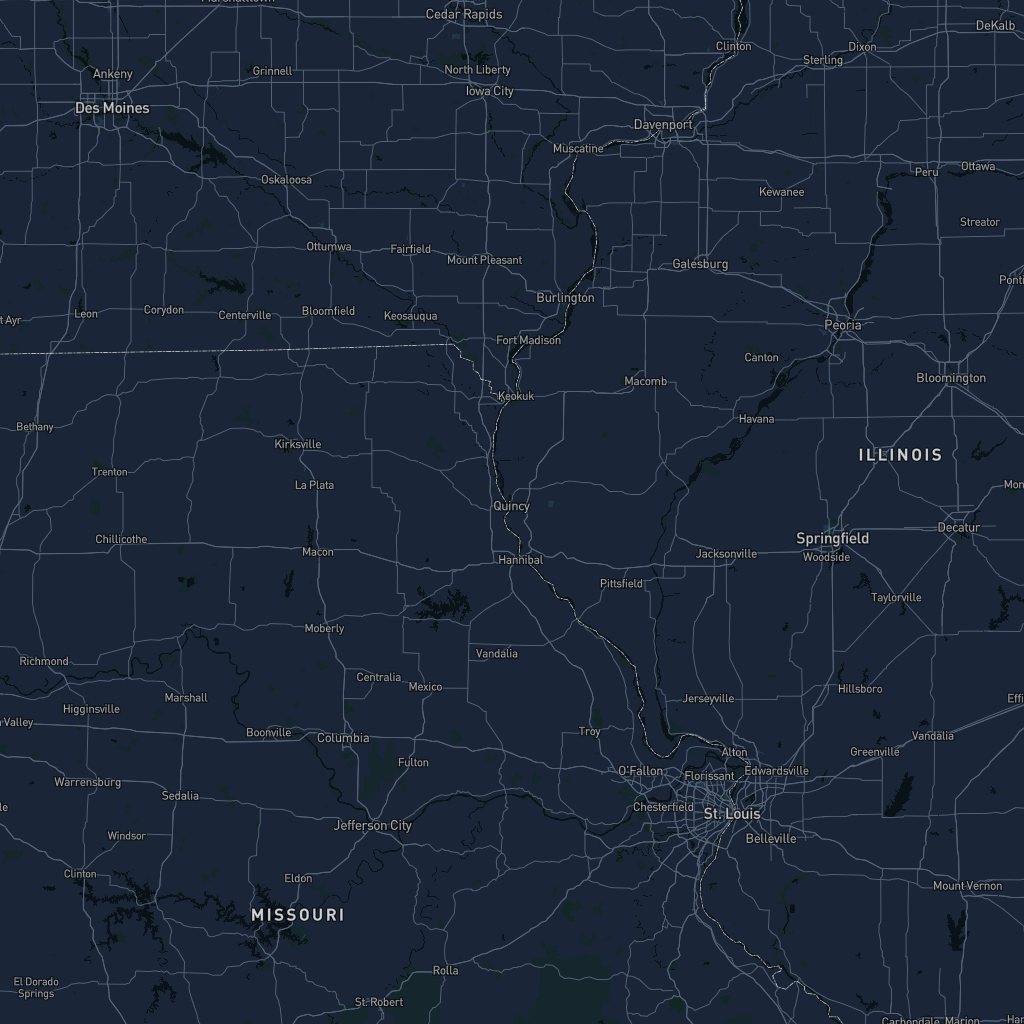 Cedar Rapids
DeKalb
Clinton
Dixon
Sterling
Ankeny
Grinnell
North Liberty
Iowa City
Des Moines
Davenport
Muscatine
Ottawa
Peru
Oskaloosa
Kewanee
Streator
Ottumwa
Fairfield
Mount Pleasant
Galesburg
Burlington
Leon
Corydon
Centerville
Bloomfield
Keosauqua
t Ayr
Peoria
Fort Madison
Canton
Bloomington
Macomb
Keokuk
Havana
Bethany
Kirksville
ILLINOIS
Trenton
La Plata
Quincy
Decatur
Chillicothe
Springfield
Macon
Jacksonville
Woodside
Hannibal
Pittsfield
Taylorville
Moberly
Vandalia
Richmond
Centralia
Mexico
Hillsboro
Marshall
Jerseyville
Higginsville
Valley
Boonville
Columbia
Troy
Vandalia
Alton
Greenville
Fulton
O'Fallon
Florissant
Edwardsville
Warrensburg
Sedalia
Chesterfield
St. Louis
Windsor
Jefferson City
Belleville
Clinton
Eldon
Mount Vernon
MISSOURI
Rolla
El Dorado
Springs
St. Robert
Carbondale
Marion